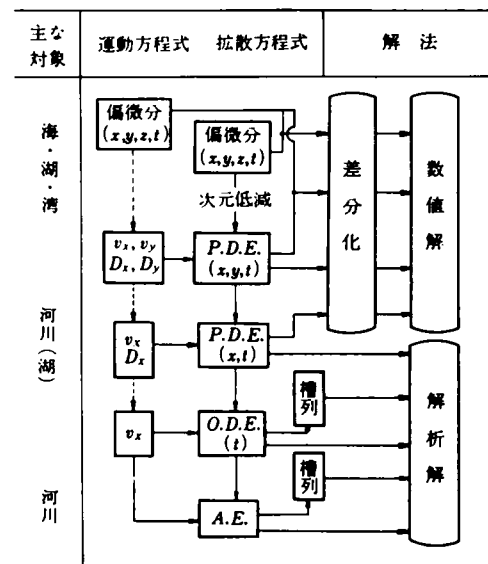 主な
対象
運動方程式
拡散方程式
解 法
海・湖・湾
偏微分
(x,y,z,t)
偏微分
(x,y,z,t)
次元低減
差分化
数値解
vx, vy
Dx, Dy
P.D.E.
(x,y,t)
河川(湖)
vx
Dx
P.D.E.
(x,t)
槽列
解析解
vx
O.D.E.
(t)
槽列
河川
A.E.